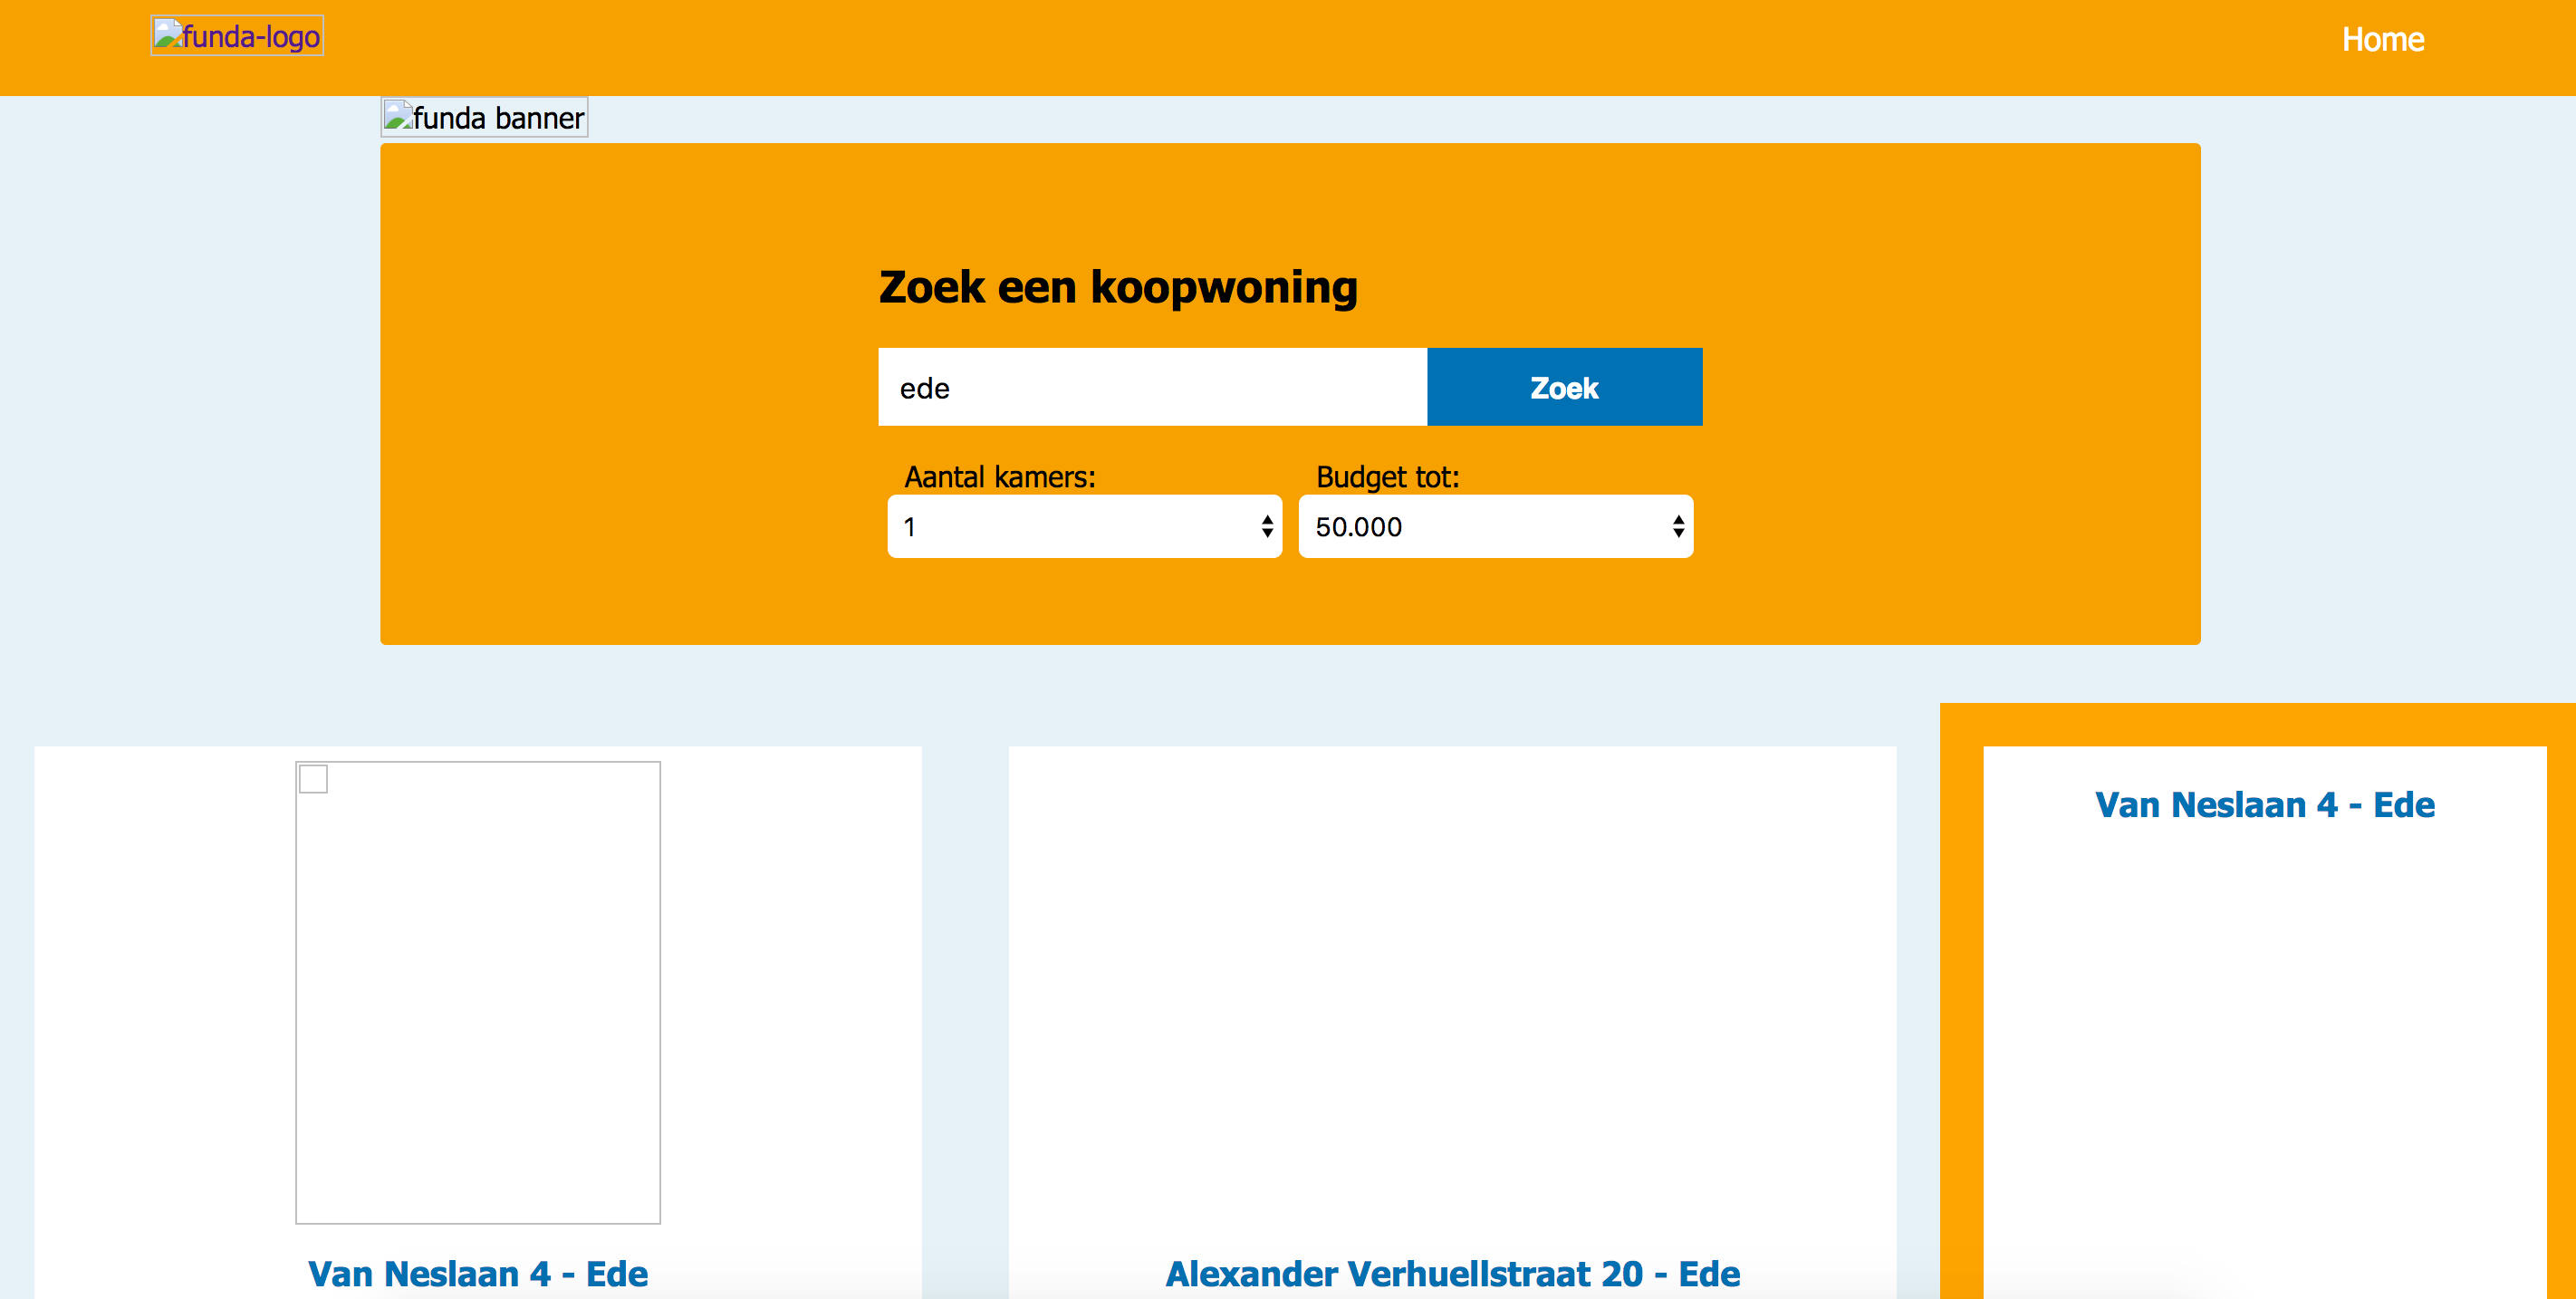 funda-logo
Home
funda banner
Zoek een koopwoning
ede
Zoek
Aantal kamers:
Budget tot:
1
50.000
Van Neslaan 4 - Ede
Van Neslaan 4 - Ede
Alexander Verhuellstraat 20 - Ede